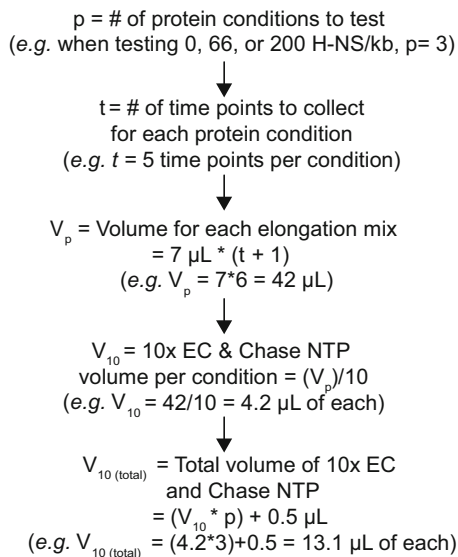 p = # of protein conditions to test
(e.g. when testing 0, 66, or 200 H-NS/kb, p= 3)
t = # of time points to collect
for each protein condition
(e.g. t = 5 time points per condition)
Vₚ = Volume for each elongation mix
= 7 µL * (t + 1)
(e.g. Vₚ = 7*6 = 42 µL)
V₁₀ = 10x EC & Chase NTP
volume per condition = (Vₚ)/10
(e.g. V₁₀ = 42/10 = 4.2 µL of each)
V₁₀ (total) = Total volume of 10x EC
and Chase NTP
= (V₁₀ * p) + 0.5 µL
(e.g. V₁₀ (total) = (4.2*3)+0.5 = 13.1 µL of each)